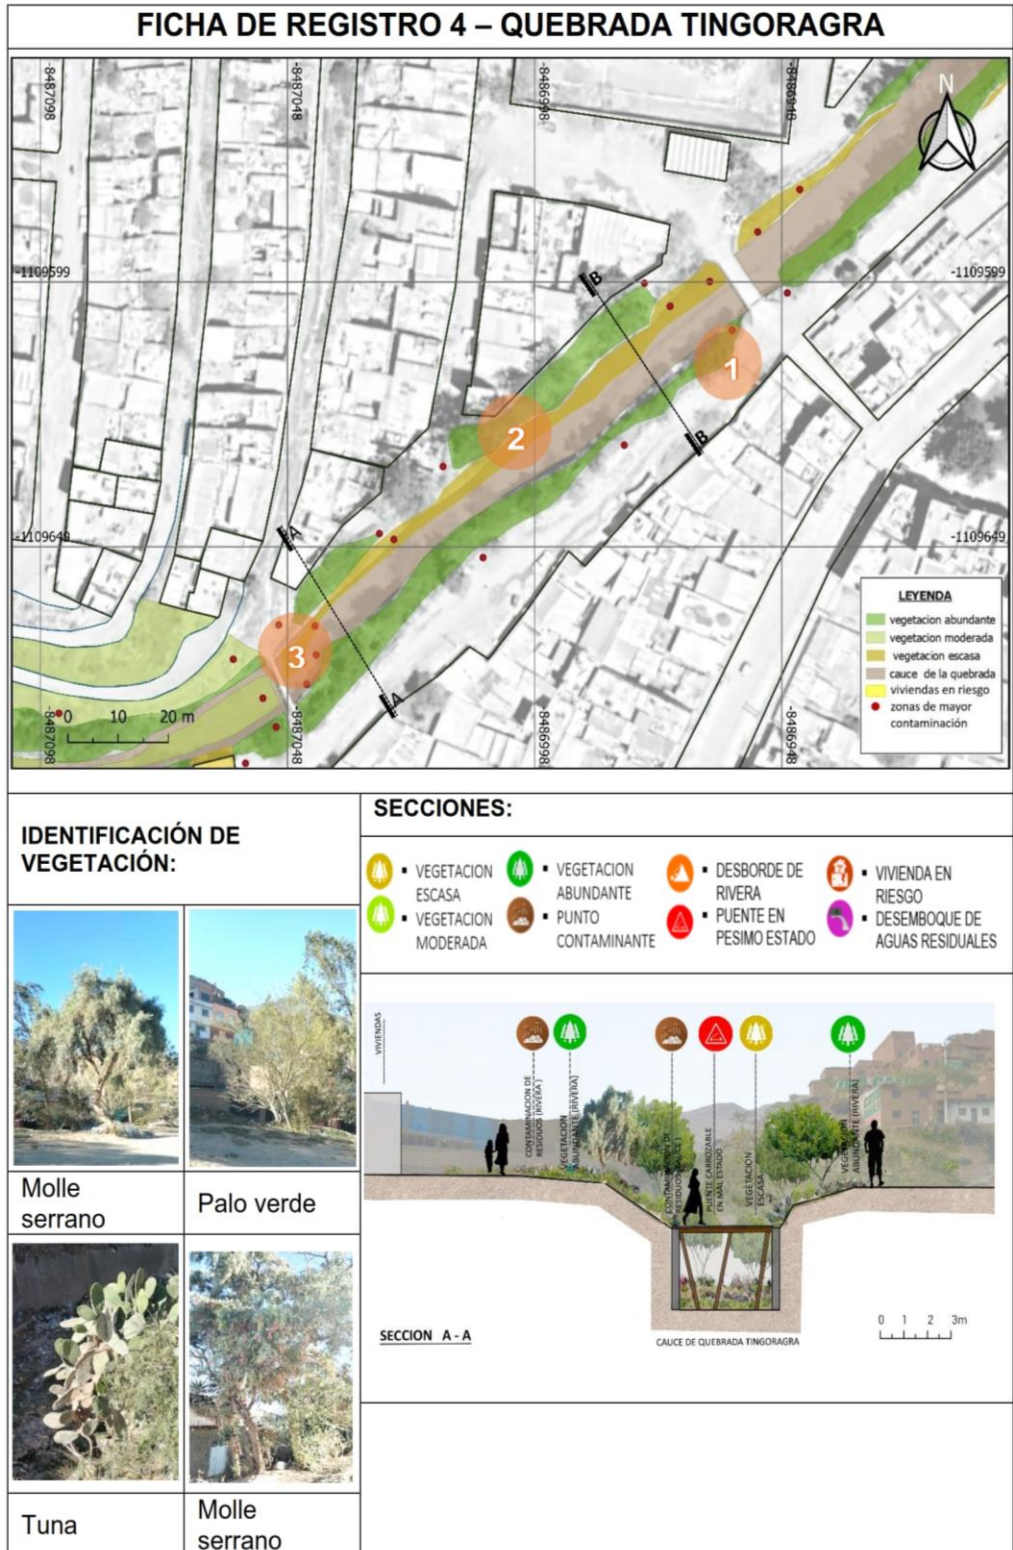 FICHA DE REGISTRO 4 – QUEBRADA TINGORAGRA
-8487098
-8487048
-8486998
-8486948
N
-1109599
-1109599
B
B
1
2
-1109649
-1109649
A
A
3
LEYENDA
vegetacion abundante
vegetacion moderada
vegetacion escasa
cauce de la quebrada
viviendas en riesgo
zonas de mayor
contaminación
0 10 20 m
-8487098
-8487048
-8486998
-8486948
IDENTIFICACIÓN DE
VEGETACIÓN:
Molle
serrano
Palo verde
Tuna
Molle
serrano
SECCIONES:
▪ VEGETACION
ESCASA
▪ VEGETACION
ABUNDANTE
▪ DESBORDE DE
RIVERA
▪ VIVIENDA EN
RIESGO
▪ VEGETACION
MODERADA
▪ PUNTO
CONTAMINANTE
▪ PUENTE EN
PESIMO ESTADO
▪ DESEMBOQUE DE
AGUAS RESIDUALES
VIVIENDAS
CONTAMINACION DE
RESIDUOS (RIVERA )
VEGETACION
ABUNDANTE (RIVERA)
CONTAMINACION DE
RESIDUOS
PUENTE CARROZABLE
EN MAL ESTADO
VEGETACION
ESCASA
VEGETACION
ABUNDANTE (RIVERA)
SECCION A - A
CAUCE DE QUEBRADA TINGORAGRA
0 1 2 3m